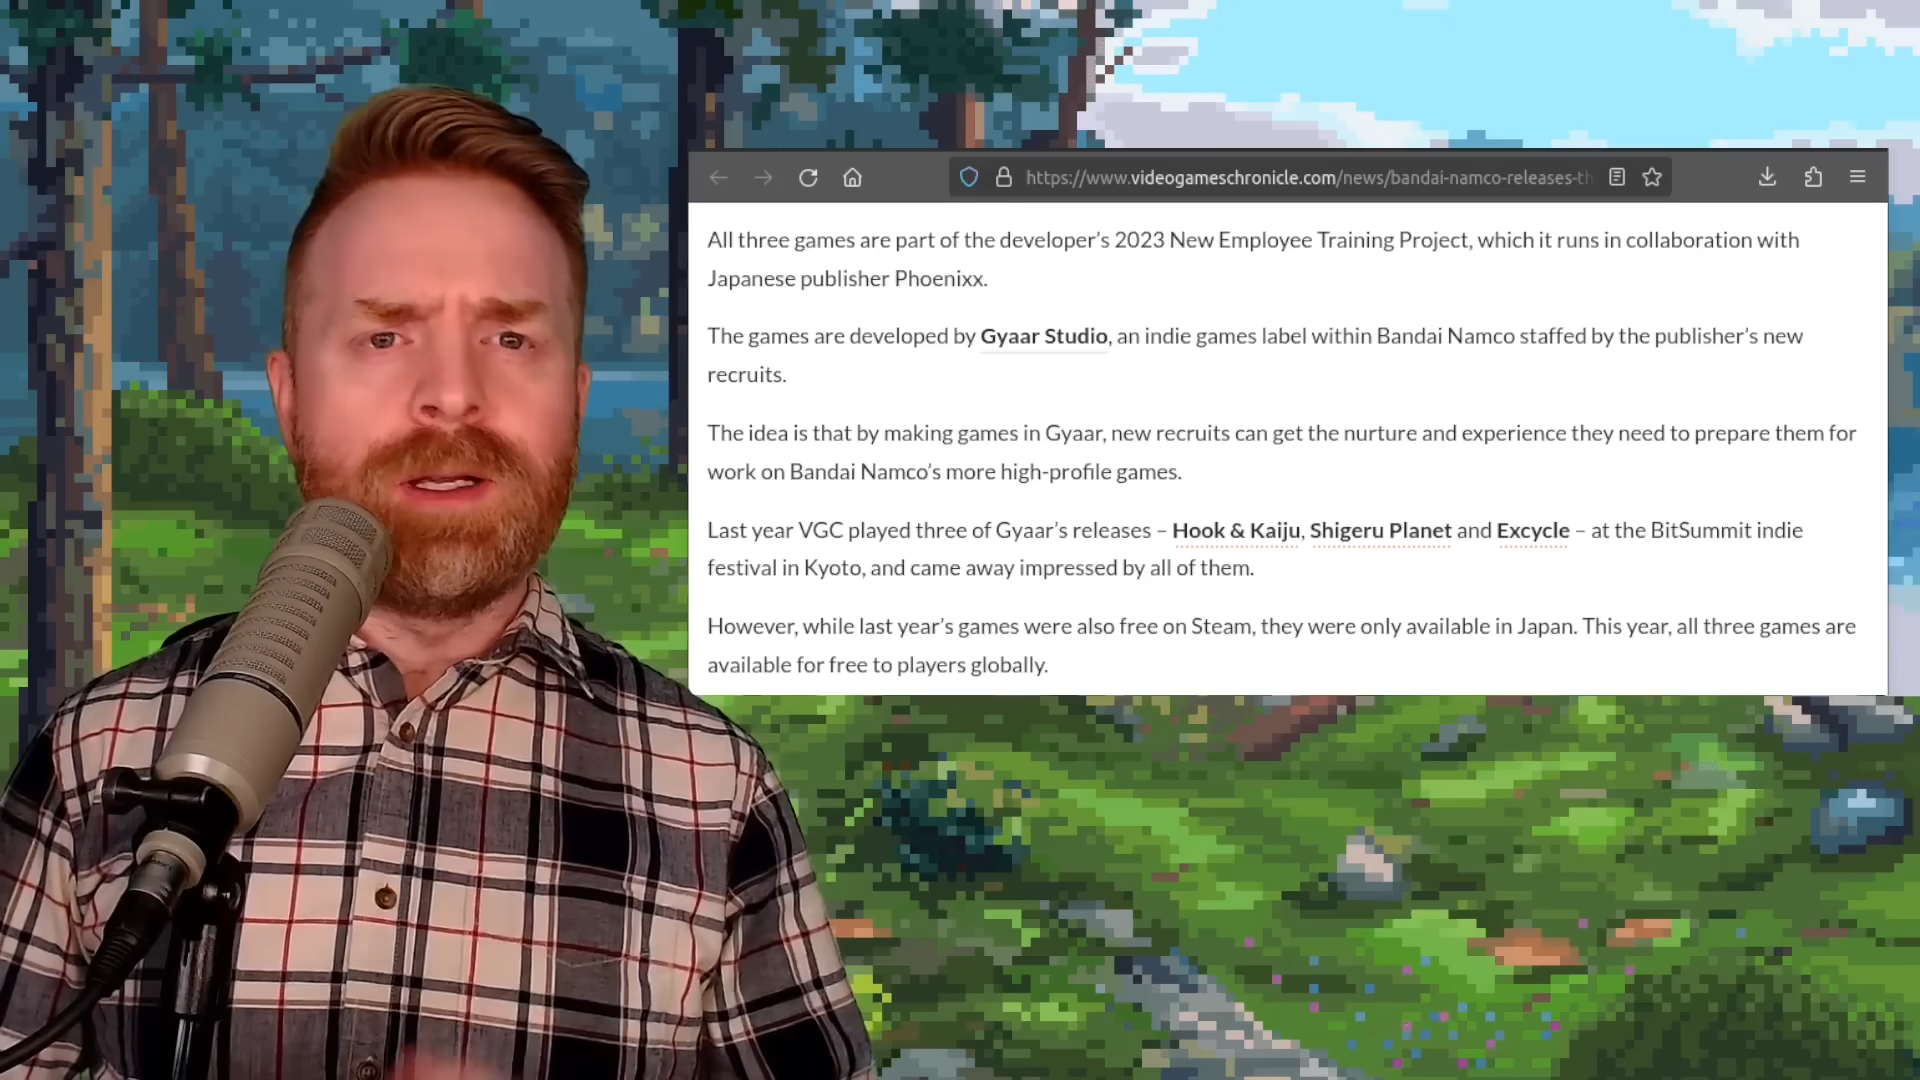 https://www.videogameschronicle.com/news/bandai-namco-releases-th
All three games are part of the developer’s 2023 New Employee Training Project, which it runs in collaboration with
Japanese publisher Phoenixx.
The games are developed by Gyaar Studio, an indie games label within Bandai Namco staffed by the publisher’s new
recruits.
The idea is that by making games in Gyaar, new recruits can get the nurture and experience they need to prepare them for
work on Bandai Namco’s more high-profile games.
Last year VGC played three of Gyaar’s releases – Hook & Kaiju, Shigeru Planet and Excycle – at the BitSummit indie
festival in Kyoto, and came away impressed by all of them.
However, while last year’s games were also free on Steam, they were only available in Japan. This year, all three games are
available for free to players globally.